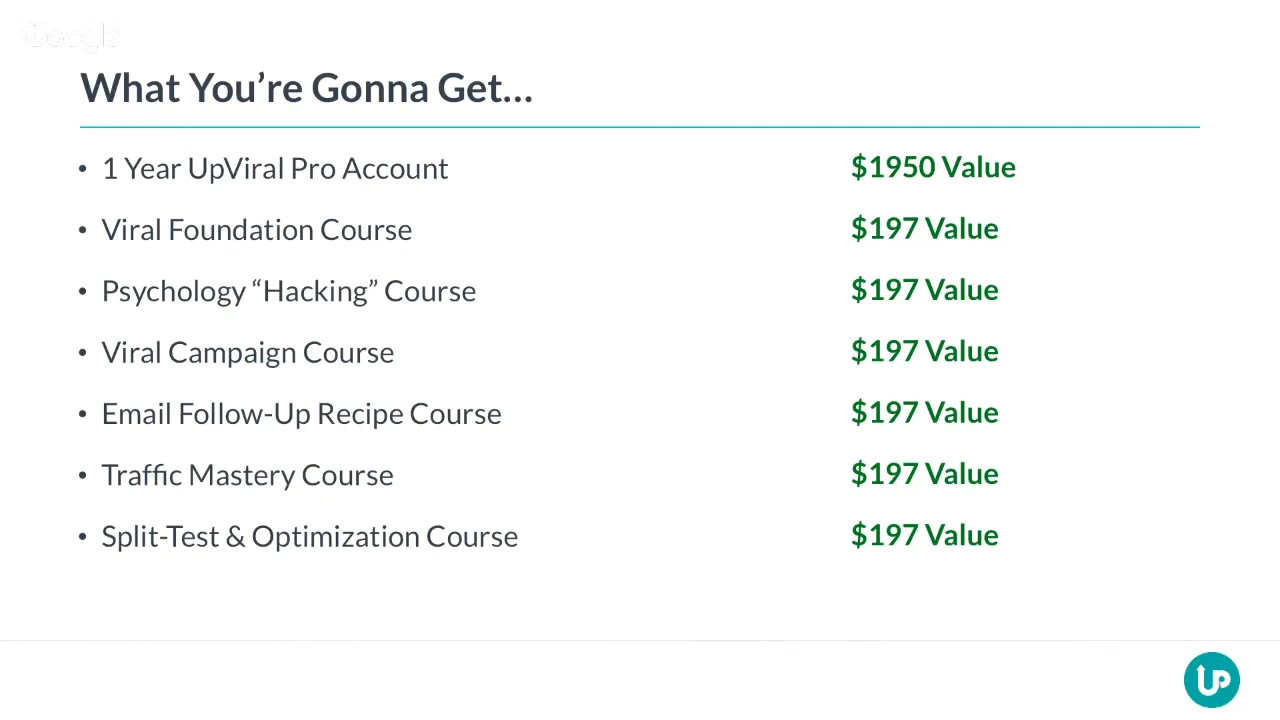 Google
What You’re Gonna Get...
• 1 Year UpViral Pro Account $1950 Value
• Viral Foundation Course $197 Value
• Psychology “Hacking” Course $197 Value
• Viral Campaign Course $197 Value
• Email Follow-Up Recipe Course $197 Value
• Traffic Mastery Course $197 Value
• Split-Test & Optimization Course $197 Value
UP